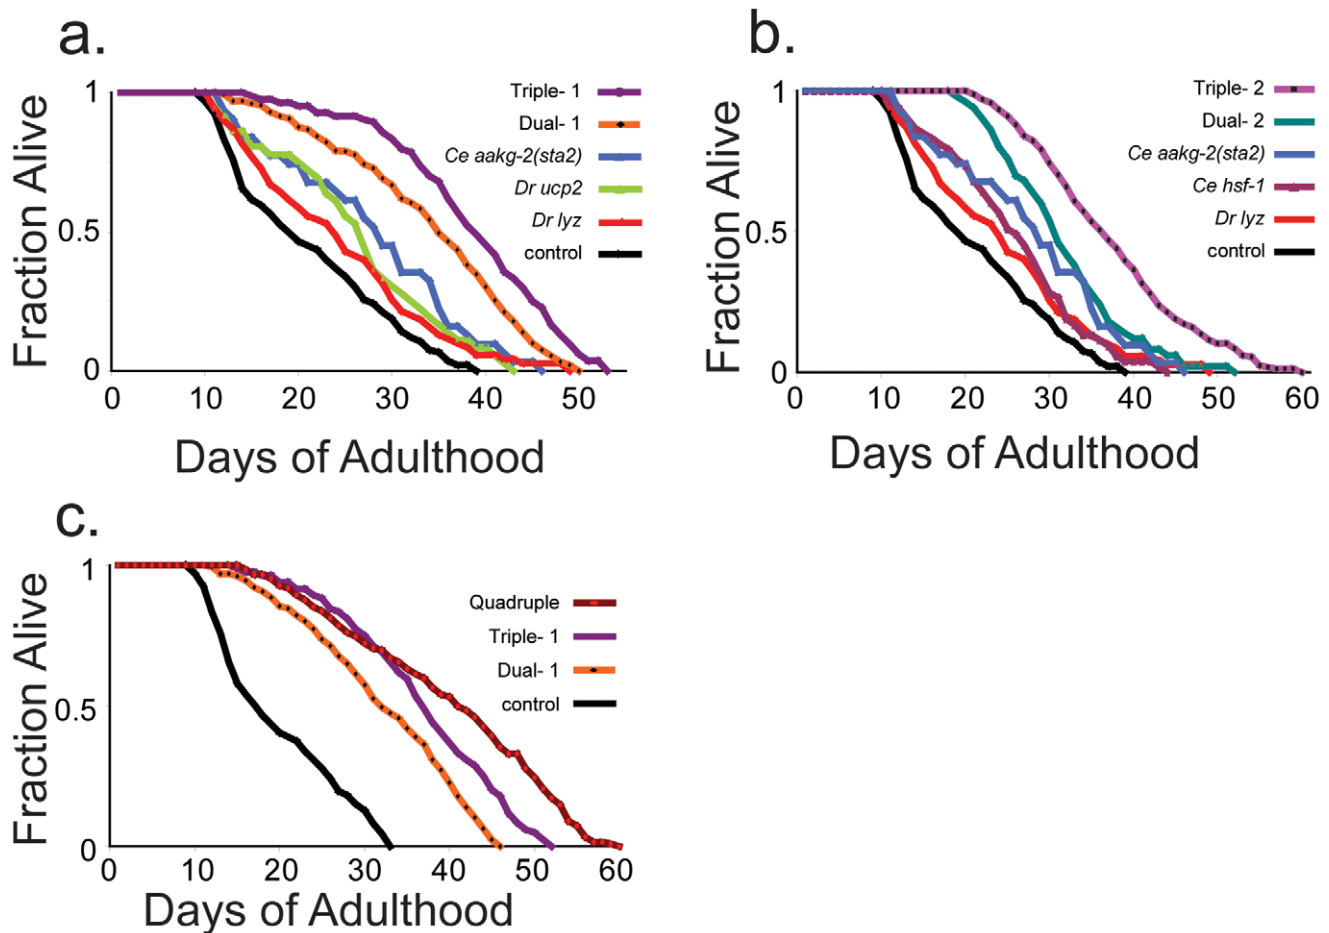 a.
Fraction Alive
1
0.5
0
0 10 20 30 40 50
Days of Adulthood
Triple- 1
Dual- 1
Ce aakg-2(sta2)
Dr ucp2
Dr lyz
control
b.
Fraction Alive
1
0.5
0
0 10 20 30 40 50 60
Days of Adulthood
Triple- 2
Dual- 2
Ce aakg-2(sta2)
Ce hsf-1
Dr lyz
control
c.
Fraction Alive
1
0.5
0
0 10 20 30 40 50 60
Days of Adulthood
Quadruple
Triple- 1
Dual- 1
control